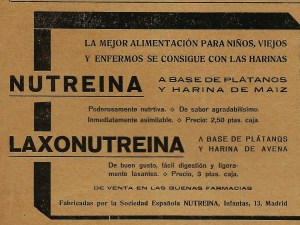 LA MEJOR ALIMENTACIÓN PARA NIÑOS, VIEJOS
Y ENFERMOS SE CONSIGUE CON LAS HARINAS
NUTREINA
A BASE DE PLÁTANOS
Y HARINA DE MAIZ
Poderosamente nutrtiva. ◇ De sabor agradabilísimo.
Inmediatamente asimilable. ◇ Precio: 2,50 ptas. caja.
LAXONUTREINA
A BASE DE PLÁTANOS
Y HARINA DE AVENA
De buen gusto, fácil digestión y ligera-
mente laxantes. ◇ Precio, 3 ptas. caja.
DE VENTA EN LAS BUENAS FARMACIAS
Fabricadas por la Sociedad Española NUTREINA, Infantas, 13, Madrid